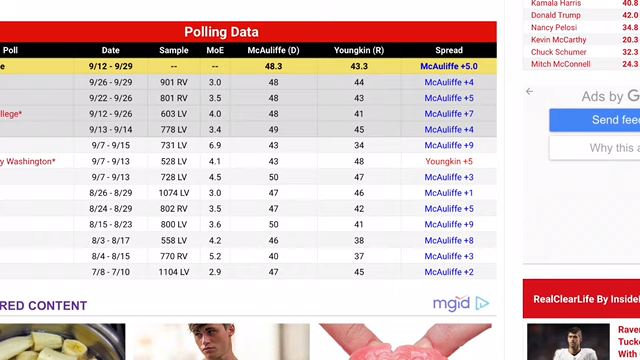 Polling Data
Poll Date Sample MoE McAuliffe (D) Youngkin (R) Spread
e 9/12 - 9/29 -- -- 48.3 43.3 McAuliffe +5.0
9/26 - 9/29 901 RV 3.0 48 44 McAuliffe +4
9/22 - 9/26 801 RV 3.5 48 43 McAuliffe +5
llege* 9/12 - 9/26 603 LV 4.0 48 41 McAuliffe +7
9/13 - 9/14 778 LV 3.4 49 45 McAuliffe +4
9/7 - 9/15 731 LV 6.9 43 34 McAuliffe +9
y Washington* 9/7 - 9/13 528 LV 4.1 43 48 Youngkin +5
9/7 - 9/13 728 LV 4.5 50 47 McAuliffe +3
8/26 - 8/29 1074 LV 3.0 47 46 McAuliffe +1
8/24 - 8/29 802 RV 3.5 47 42 McAuliffe +5
8/15 - 8/23 800 LV 3.6 50 41 McAuliffe +9
8/3 - 8/17 558 LV 4.2 46 38 McAuliffe +8
8/4 - 8/15 770 RV 5.2 40 37 McAuliffe +3
7/8 - 7/10 1104 LV 2.9 47 45 McAuliffe +2
RED CONTENT
mgid
Kamala Harris 40.8
Donald Trump 42.0
Nancy Pelosi 34.8
Kevin McCarthy 20.3
Chuck Schumer 32.3
Mitch McConnell 24.3
Ads by G
Send feed
Why this a
RealClearLife By InsideH
Raven
Tucke
With